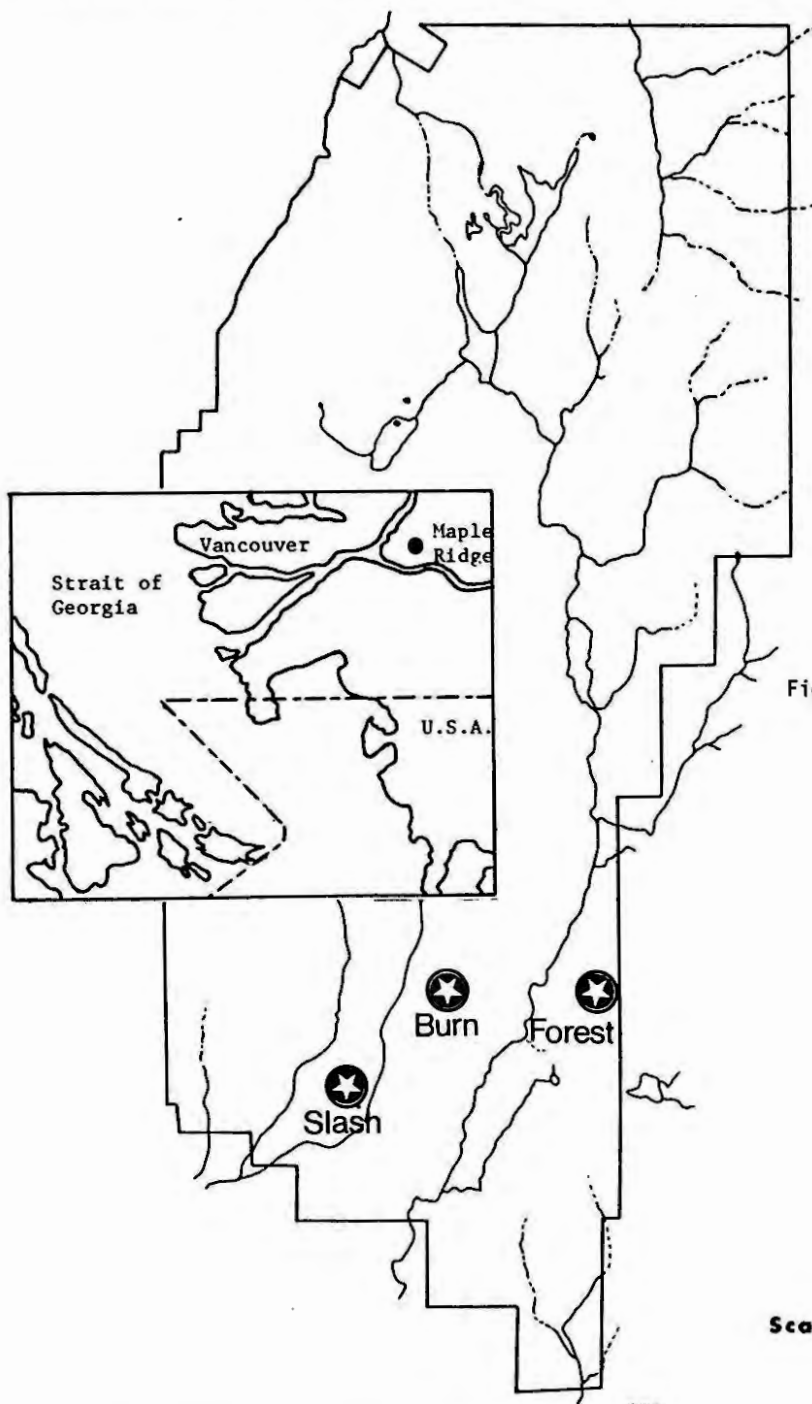 Vancouver
Maple
Ridge
Strait of
Georgia
U.S.A.
Burn
Forest
Slash